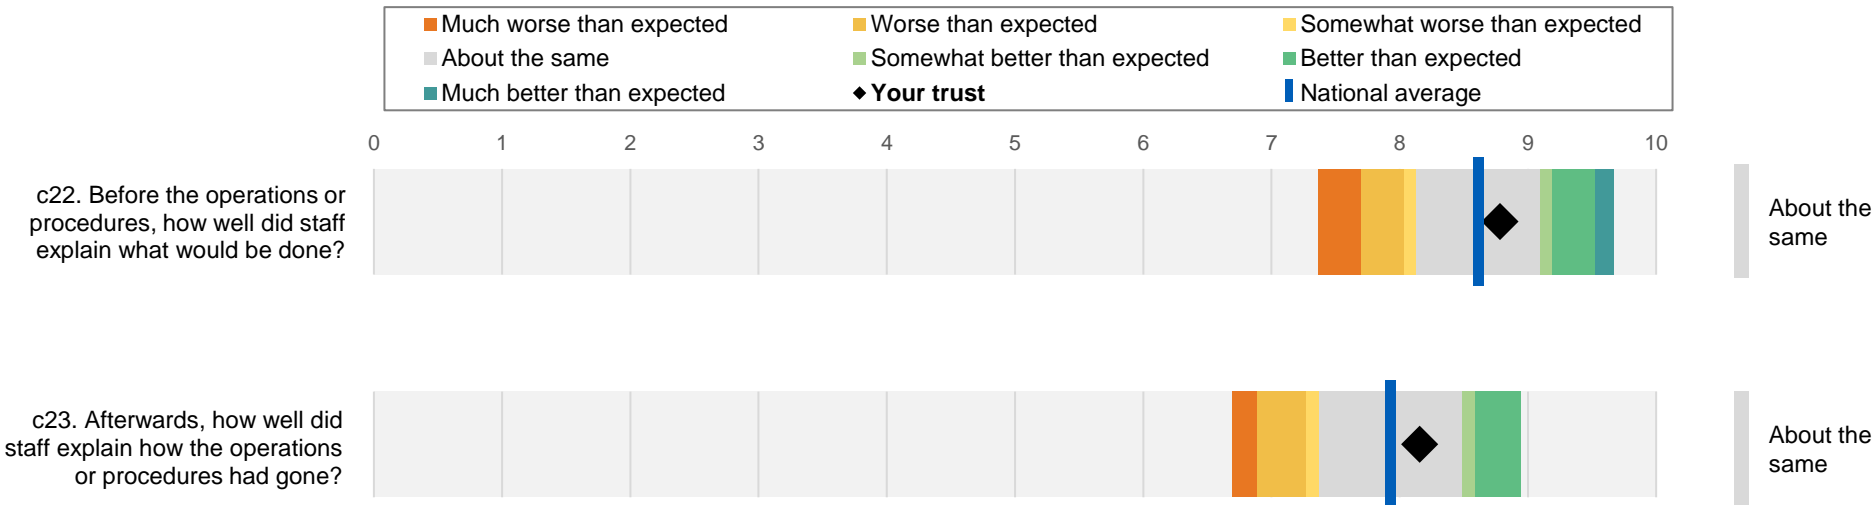 Much worse than expected
Worse than expected
Somewhat worse than expected
About the same
Somewhat better than expected
Better than expected
Much better than expected
Your trust
National average
0 1 2 3 4 5 6 7 8 9 10
c22. Before the operations or
procedures, how well did staff
explain what would be done?
About the
same
c23. Afterwards, how well did
staff explain how the operations
or procedures had gone?
About the
same